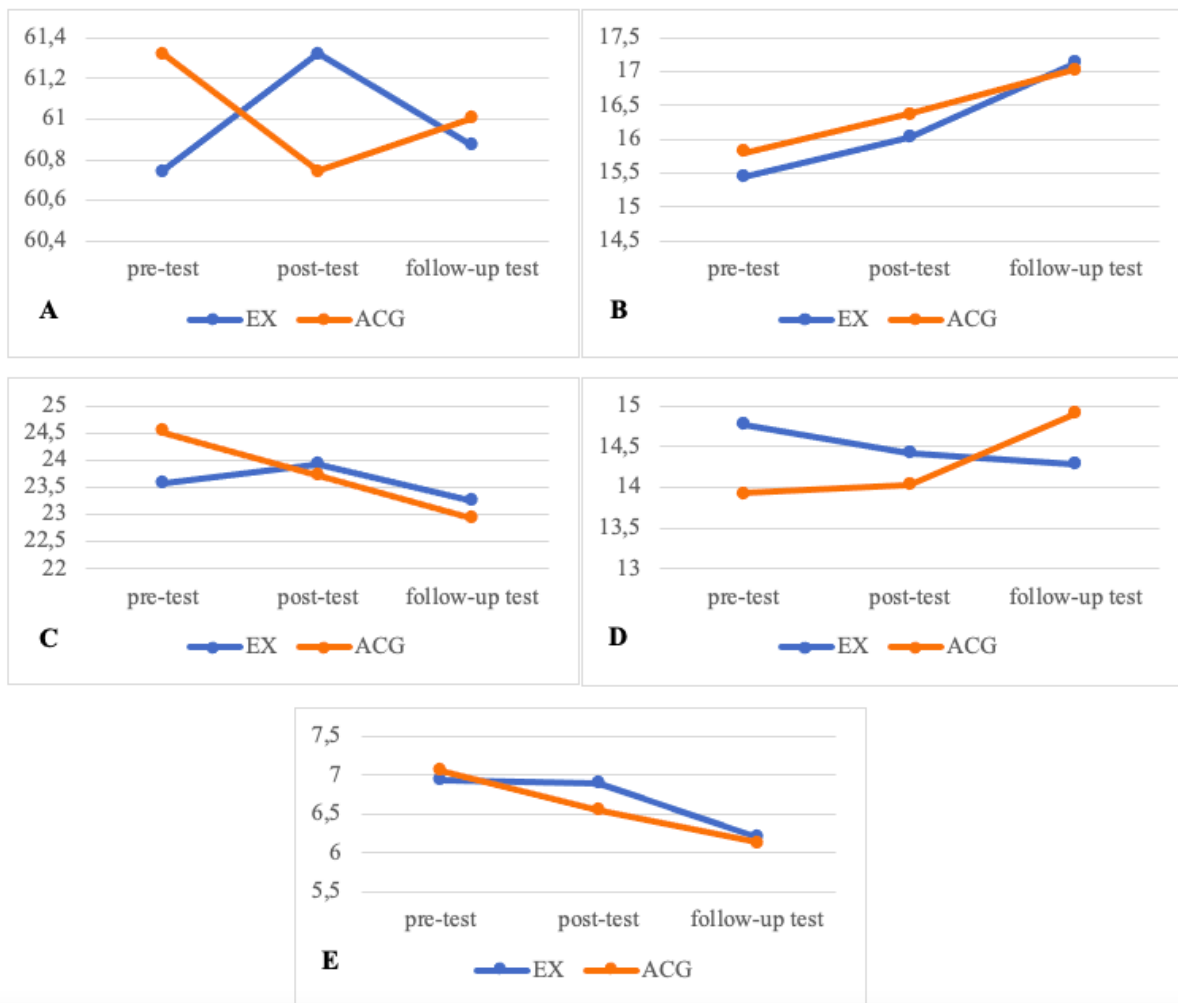 61,4
61,2
61
60,8
60,6
60,4
pre-test post-test follow-up test
A
EX ACG
17,5
17
16,5
16
15,5
15
14,5
pre-test post-test follow-up test
B
EX ACG
25
24,5
24
23,5
23
22,5
22
pre-test post-test follow-up test
C
EX ACG
15
14,5
14
13,5
13
pre-test post-test follow-up test
D
EX ACG
7,5
7
6,5
6
5,5
pre-test post-test follow-up test
E
EX ACG